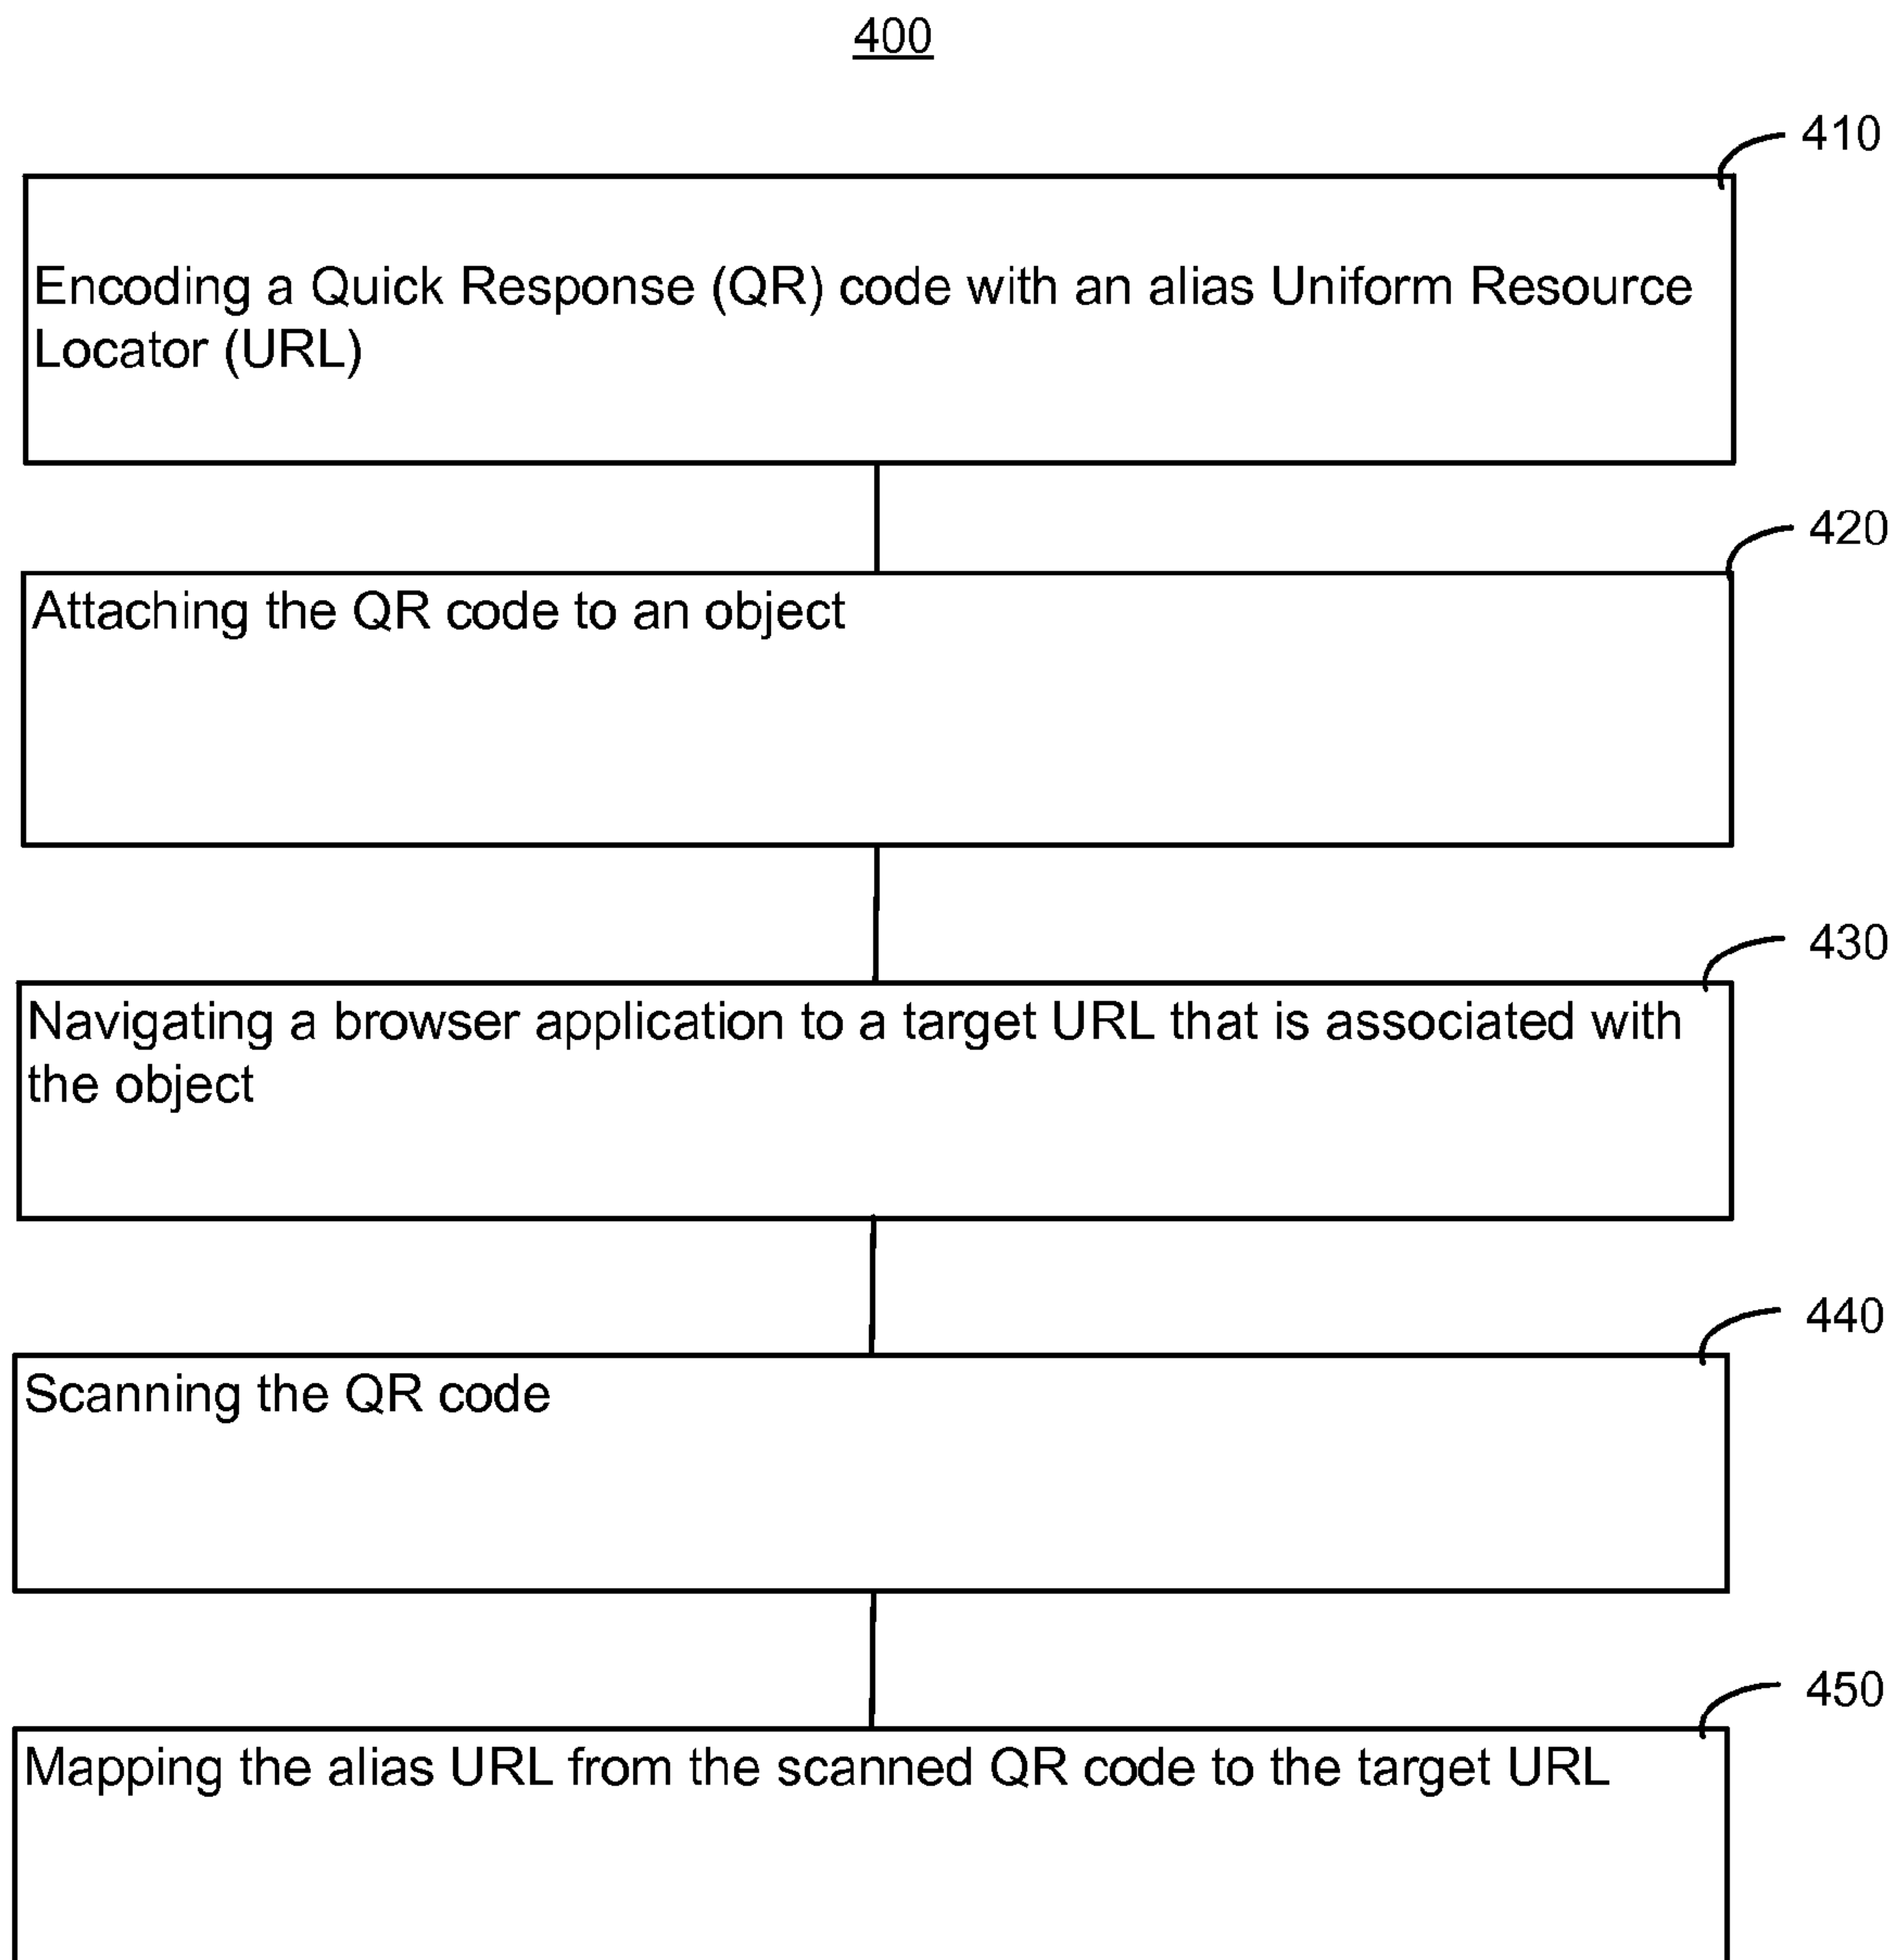 400
410
Encoding a Quick Response (QR) code with an alias Uniform Resource
Locator (URL)
420
Attaching the QR code to an object
430
Navigating a browser application to a target URL that is associated with
the object
440
Scanning the QR code
450
Mapping the alias URL from the scanned QR code to the target URL